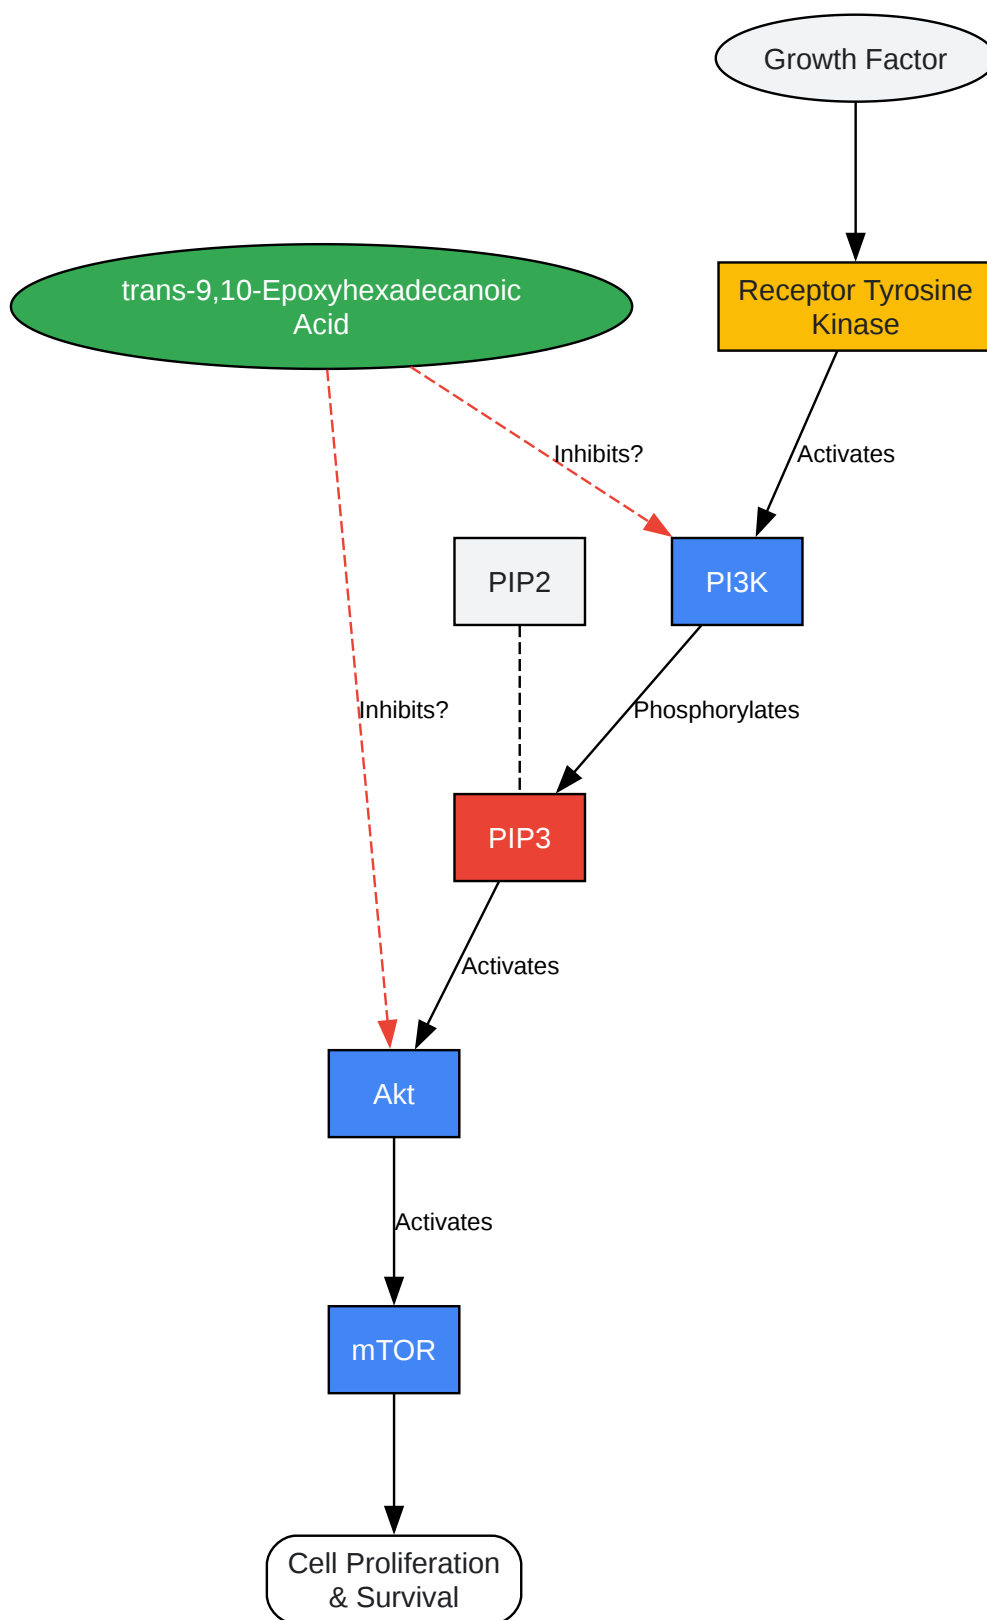 Growth Factor
trans-9,10-Epoxyhexadecanoic
Acid
Receptor Tyrosine
Kinase
Inhibits?
Activates
PIP2
PI3K
Inhibits?
Phosphorylates
PIP3
Activates
Akt
Activates
mTOR
Cell Proliferation
& Survival